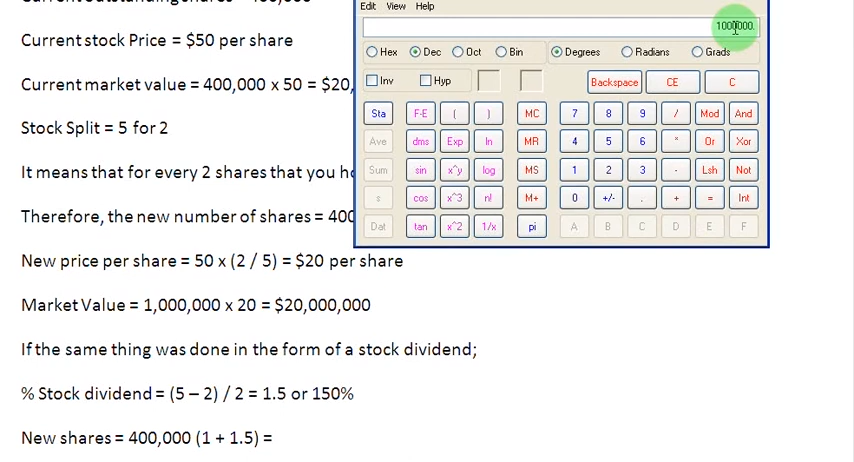 Current stock Price = $50 per share
Current market value = 400,000 x 50 = $20,
Stock Split = 5 for 2
It means that for every 2 shares that you
Therefore, the new number of shares = 400
New price per share = 50 x (2 / 5) = $20 per share
Market Value = 1,000,000 x 20 = $20,000,000
If the same thing was done in the form of a stock dividend;
% Stock dividend = (5 – 2) / 2 = 1.5 or 150%
New shares = 400,000 (1 + 1.5) =
Edit View Help
1000000.
Hex Dec Oct Bin Degrees Radians Grads
Inv Hyp Backspace CE C
Sta F-E ( ) MC 7 8 9 / Mod And
Ave dms Exp ln MR 4 5 6 * Or Xor
Sum sin x^y log MS 1 2 3 - Lsh Not
s cos x^3 n! M+ 0 +/- . + = Int
Dat tan x^2 1/x pi A B C D E F